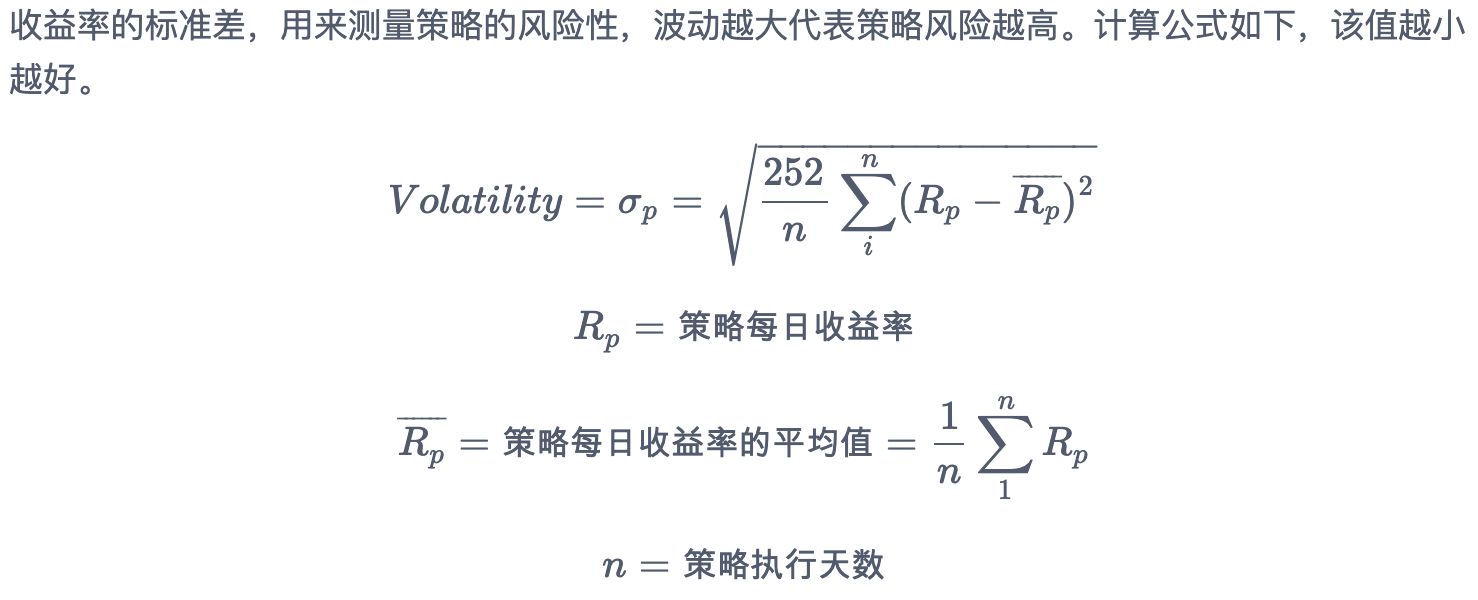 收益率的标准差，用来测量策略的风险性，波动越大代表策略风险越高。计算公式如下，该值越小
越好。
$Volatility = \sigma_p = \sqrt{\frac{252}{n} \sum_{i}^{n} (R_p - \overline{R_p})^2}$
$R_p = 策略每日收益率$
$\overline{R_p} = 策略每日收益率的平均值 = \frac{1}{n} \sum_{1}^{n} R_p$
$n = 策略执行天数$